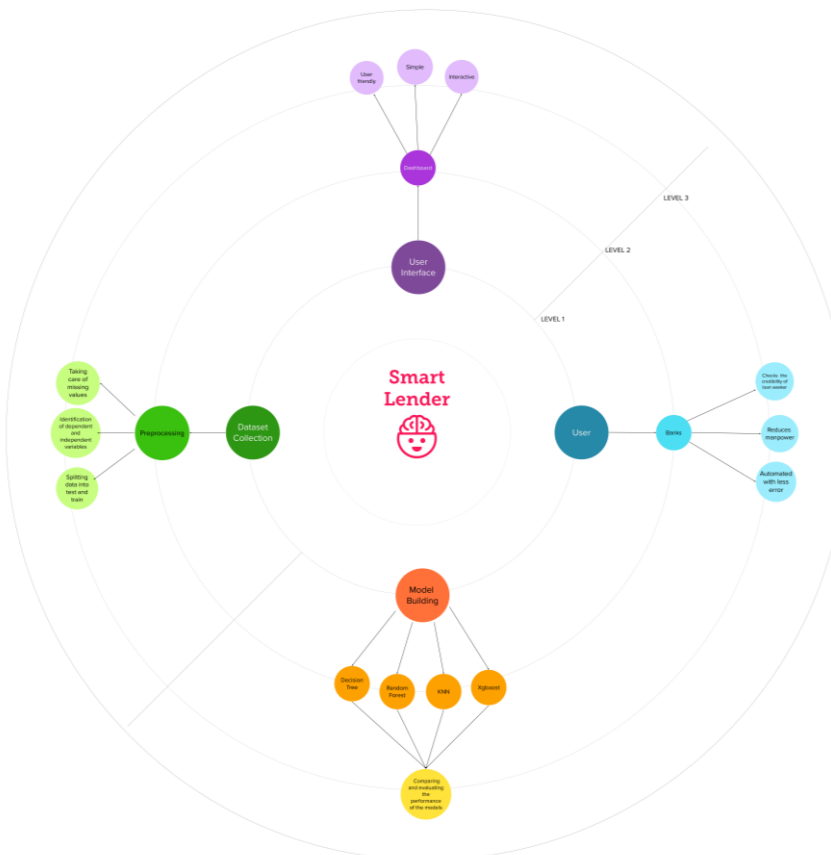 User
friendly
Simple
Interactive
Dashboard
User
Interface
LEVEL 3
LEVEL 2
LEVEL 1
Smart
Lender
Taking
care of
missing
values
Identification
of dependent
and
independent
variables
Splitting
data into
test and
train
Preprocessing
Dataset
Collection
User
Banks
Checks the
credibility of
loan seeker
Reduces
manpower
Automated
with less
error
Model
Building
Decision
Tree
Random
Forest
KNN
Xgboost
Comparing
and evaluating
the
performance
of the models